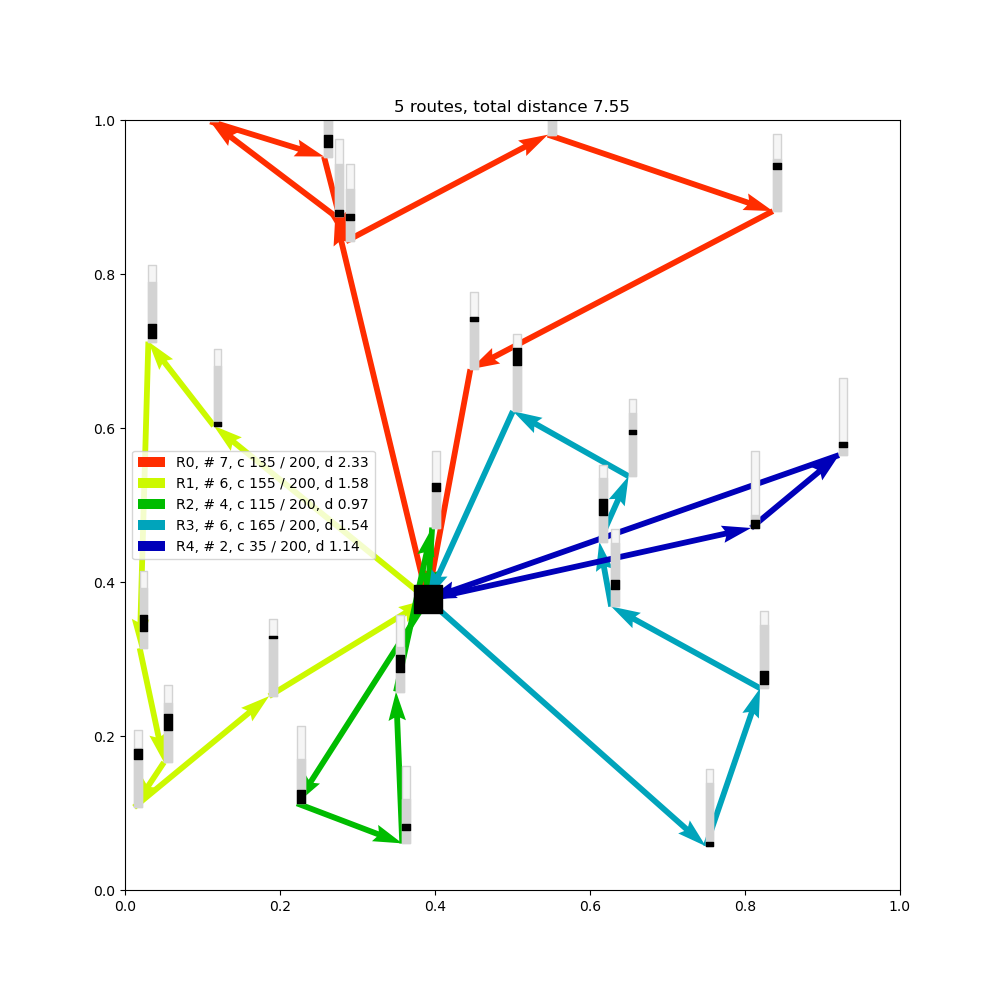 5 routes, total distance 7.55
1.0
0.8
0.6
0.4
0.2
0.0
R0, # 7, c 135 / 200, d 2.33
R1, # 6, c 155 / 200, d 1.58
R2, # 4, c 115 / 200, d 0.97
R3, # 6, c 165 / 200, d 1.54
R4, # 2, c 35 / 200, d 1.14
0.0 0.2 0.4 0.6 0.8 1.0